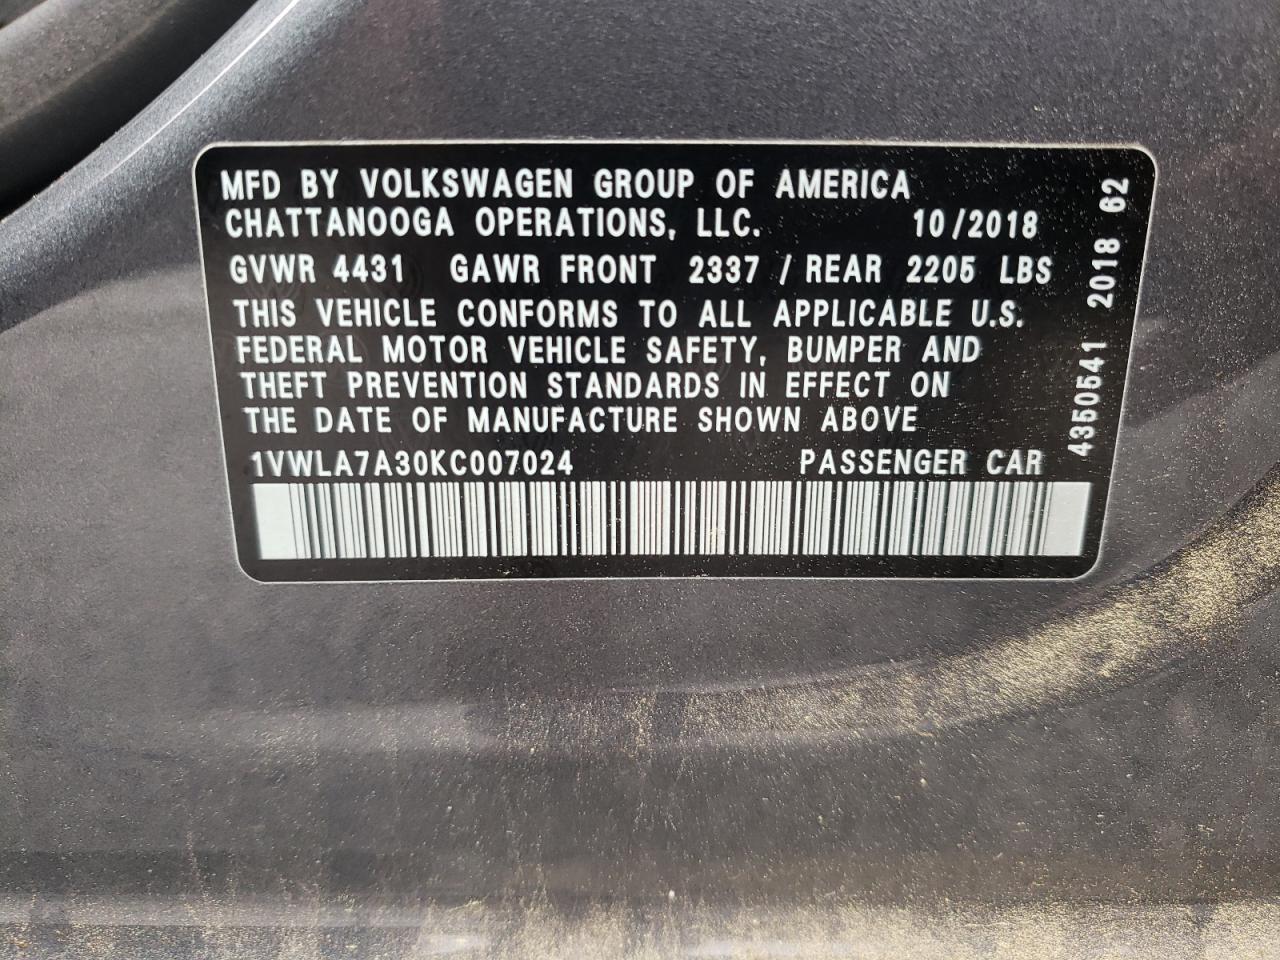 MFD BY VOLKSWAGEN GROUP OF AMERICA
CHATTANOOGA OPERATIONS, LLC. 10/2018
GVWR 4431 GAWR FRONT 2337 / REAR 2205 LBS
THIS VEHICLE CONFORMS TO ALL APPLICABLE U.S.
FEDERAL MOTOR VEHICLE SAFETY, BUMPER AND
THEFT PREVENTION STANDARDS IN EFFECT ON
THE DATE OF MANUFACTURE SHOWN ABOVE
1VWLA7A30KC007024 PASSENGER CAR
4350541 2018 62